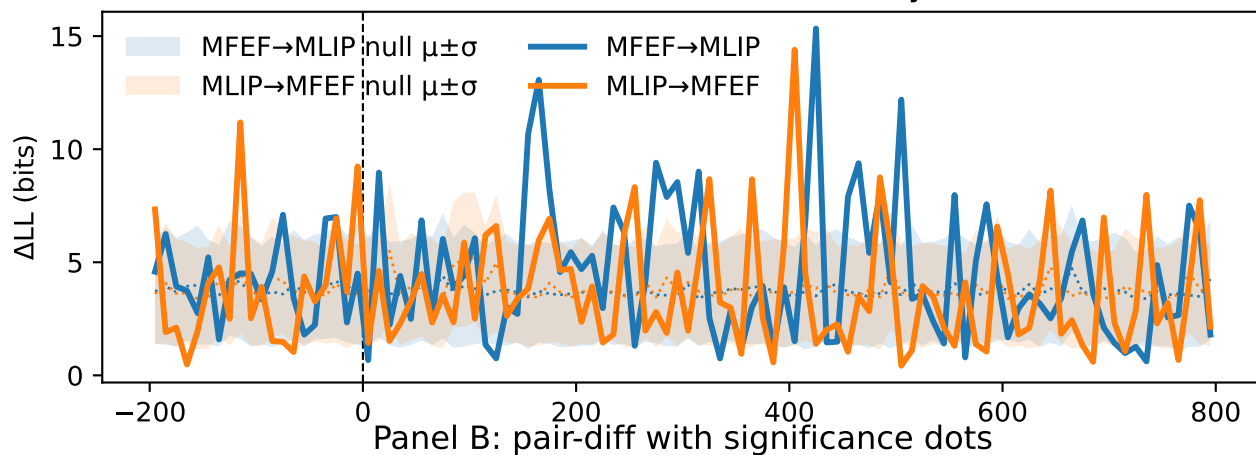 15
10
5
0
ΔLL (bits)
MFEF→MLIP null μ±σ
MLIP→MFEF null μ±σ
MFEF→MLIP
MLIP→MFEF
−200 0 200 400 600 800
Panel B: pair-diff with significance dots